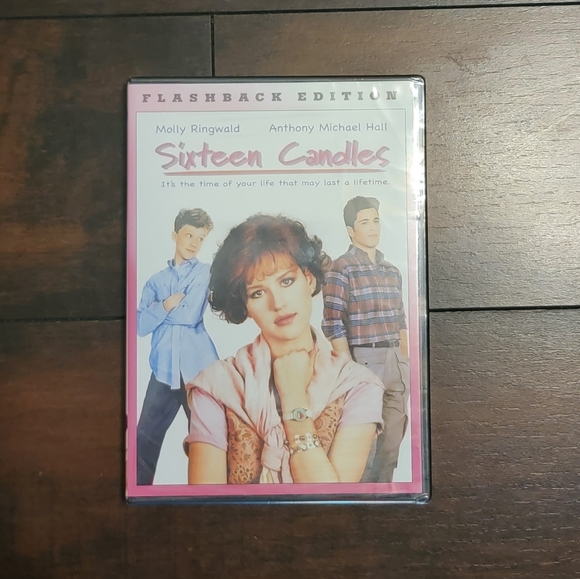 FLASHBACK EDITION
Molly Ringwald Anthony Michael Hall
Sixteen Candles
It's the time of your life that may last a lifetime.